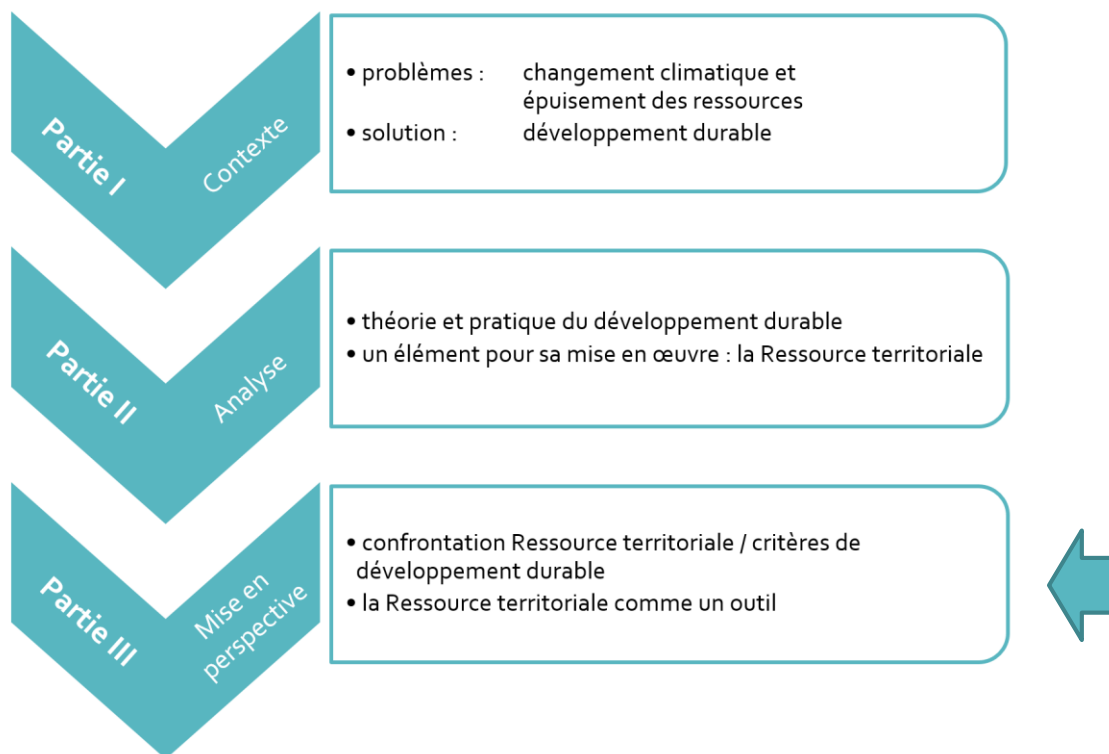 Partie I
Contexte
• problèmes : changement climatique et
épuisement des ressources
• solution : développement durable
Partie II
Analyse
• théorie et pratique du développement durable
• un élément pour sa mise en œuvre : la Ressource territoriale
Partie III
Mise en
perspective
• confrontation Ressource territoriale / critères de
développement durable
• la Ressource territoriale comme un outil